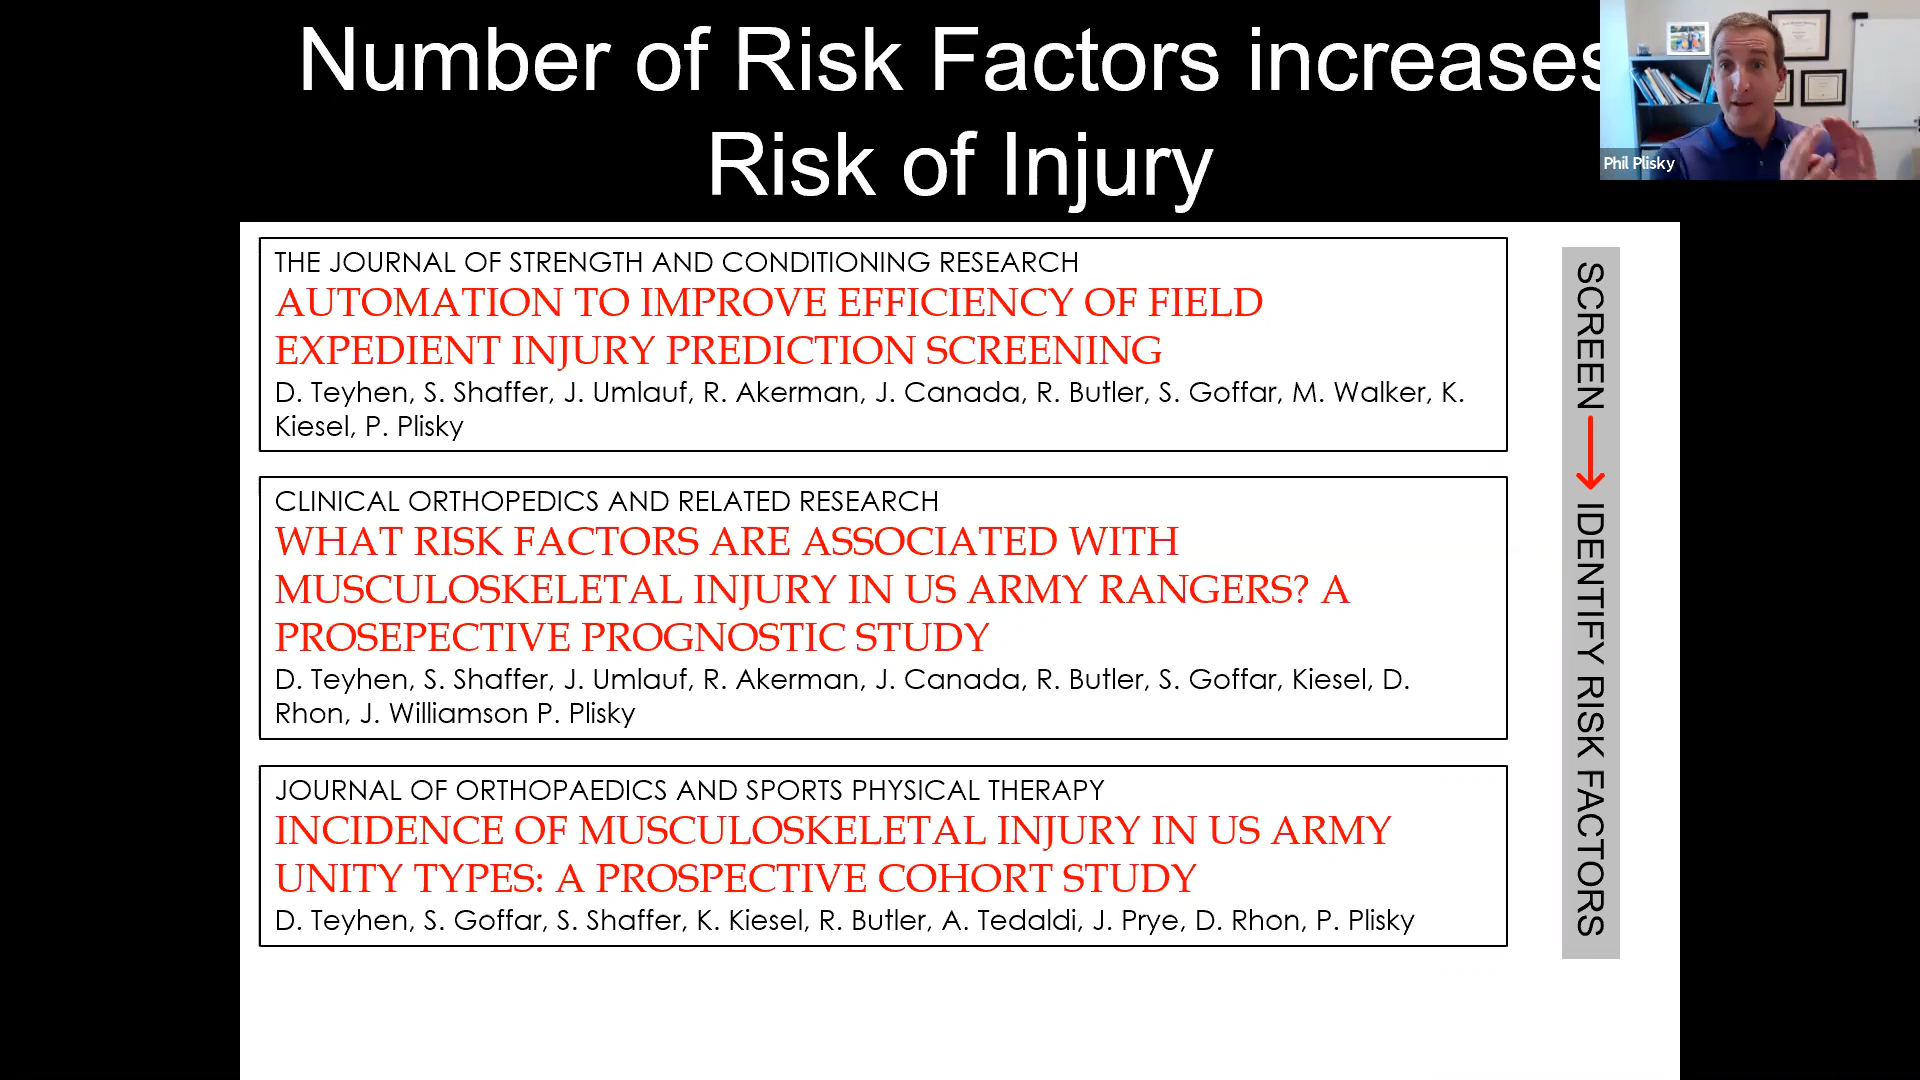 Number of Risk Factors increases
Risk of Injury
Phil Plisky
THE JOURNAL OF STRENGTH AND CONDITIONING RESEARCH
AUTOMATION TO IMPROVE EFFICIENCY OF FIELD
EXPEDIENT INJURY PREDICTION SCREENING
D. Teyhen, S. Shaffer, J. Umlauf, R. Akerman, J. Canada, R. Butler, S. Goffar, M. Walker, K.
Kiesel, P. Plisky
CLINICAL ORTHOPEDICS AND RELATED RESEARCH
WHAT RISK FACTORS ARE ASSOCIATED WITH
MUSCULOSKELETAL INJURY IN US ARMY RANGERS? A
PROSEPECTIVE PROGNOSTIC STUDY
D. Teyhen, S. Shaffer, J. Umlauf, R. Akerman, J. Canada, R. Butler, S. Goffar, Kiesel, D.
Rhon, J. Williamson P. Plisky
JOURNAL OF ORTHOPAEDICS AND SPORTS PHYSICAL THERAPY
INCIDENCE OF MUSCULOSKELETAL INJURY IN US ARMY
UNITY TYPES: A PROSPECTIVE COHORT STUDY
D. Teyhen, S. Goffar, S. Shaffer, K. Kiesel, R. Butler, A. Tedaldi, J. Prye, D. Rhon, P. Plisky
SCREEN → IDENTIFY RISK FACTORS